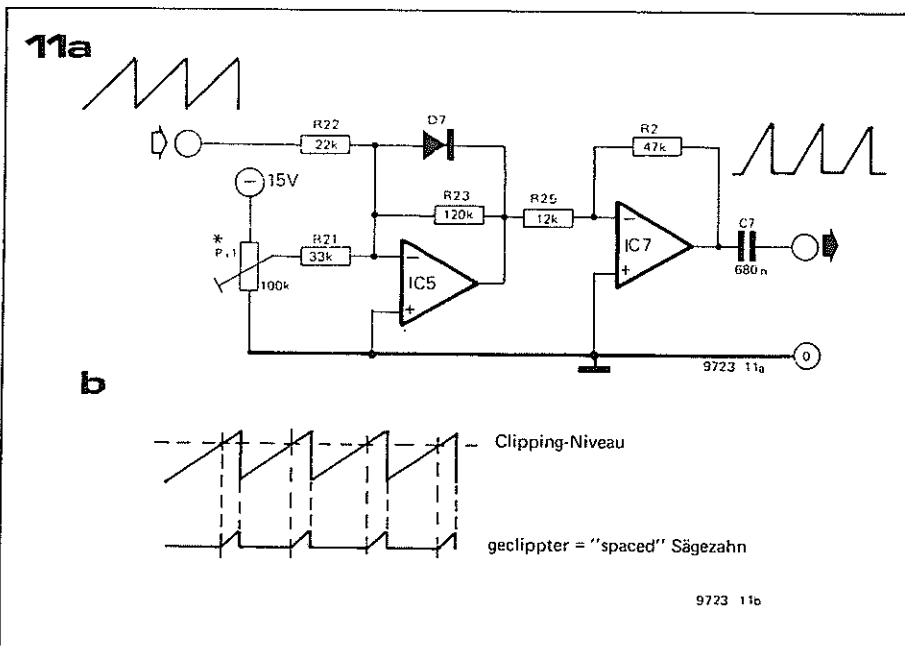 11a
D7
R22
22k
R2
47k
15V
R23
120k
R25
12k
C7
680n
*
P.1
100k
R21
33k
IC5
IC7
−
+
−
+
−
0
9723 11a
b
Clipping-Niveau
geclippter = "spaced" Sägezahn
9723 11b